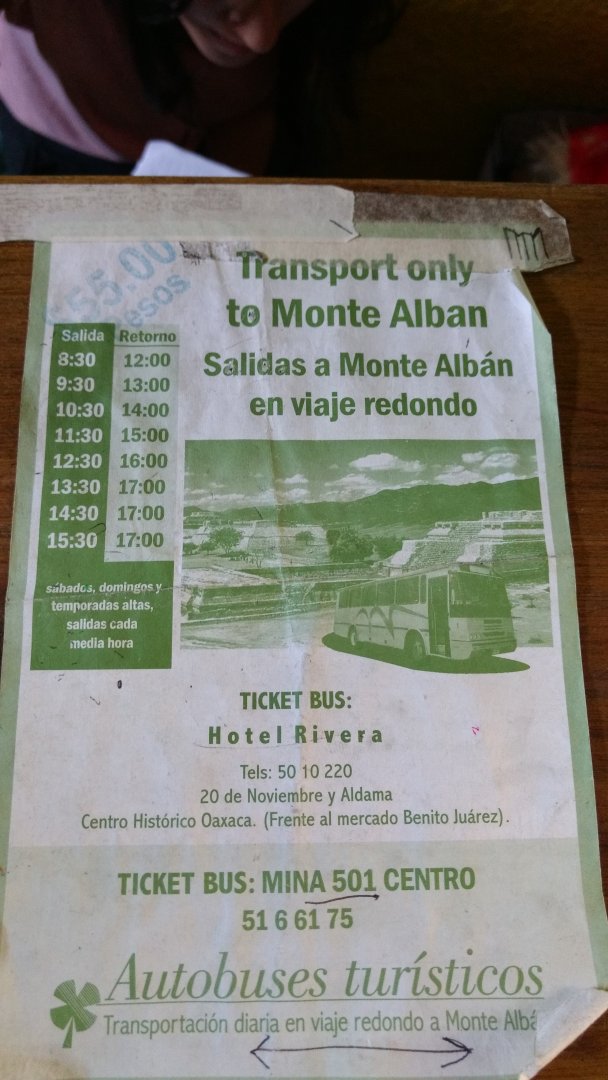 $55.00
pesos
Transport only
to Monte Alban
Salidas a Monte Albán
en viaje redondo
Salida Retorno
8:30 12:00
9:30 13:00
10:30 14:00
11:30 15:00
12:30 16:00
13:30 17:00
14:30 17:00
15:30 17:00
sábados, domingos y
temporadas altas,
salidas cada
media hora
TICKET BUS:
Hotel Rivera
Tels: 50 10 220
20 de Noviembre y Aldama
Centro Histórico Oaxaca. (Frente al mercado Benito Juárez).
TICKET BUS: MINA 501 CENTRO
51 6 61 75
Autobuses turísticos
Transportación diaria en viaje redondo a Monte Albá